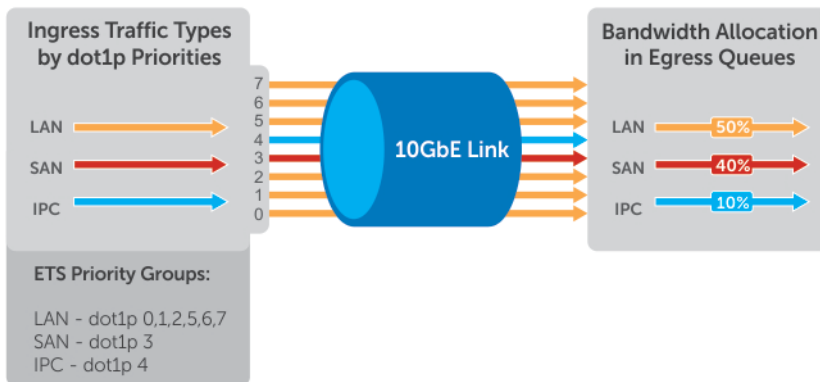 Ingress Traffic Types
by dot1p Priorities
LAN
SAN
IPC
7
6
5
4
3
2
1
0
10GbE Link
Bandwidth Allocation
in Egress Queues
LAN 50%
SAN 40%
IPC 10%
ETS Priority Groups:
LAN - dot1p 0,1,2,5,6,7
SAN - dot1p 3
IPC - dot1p 4